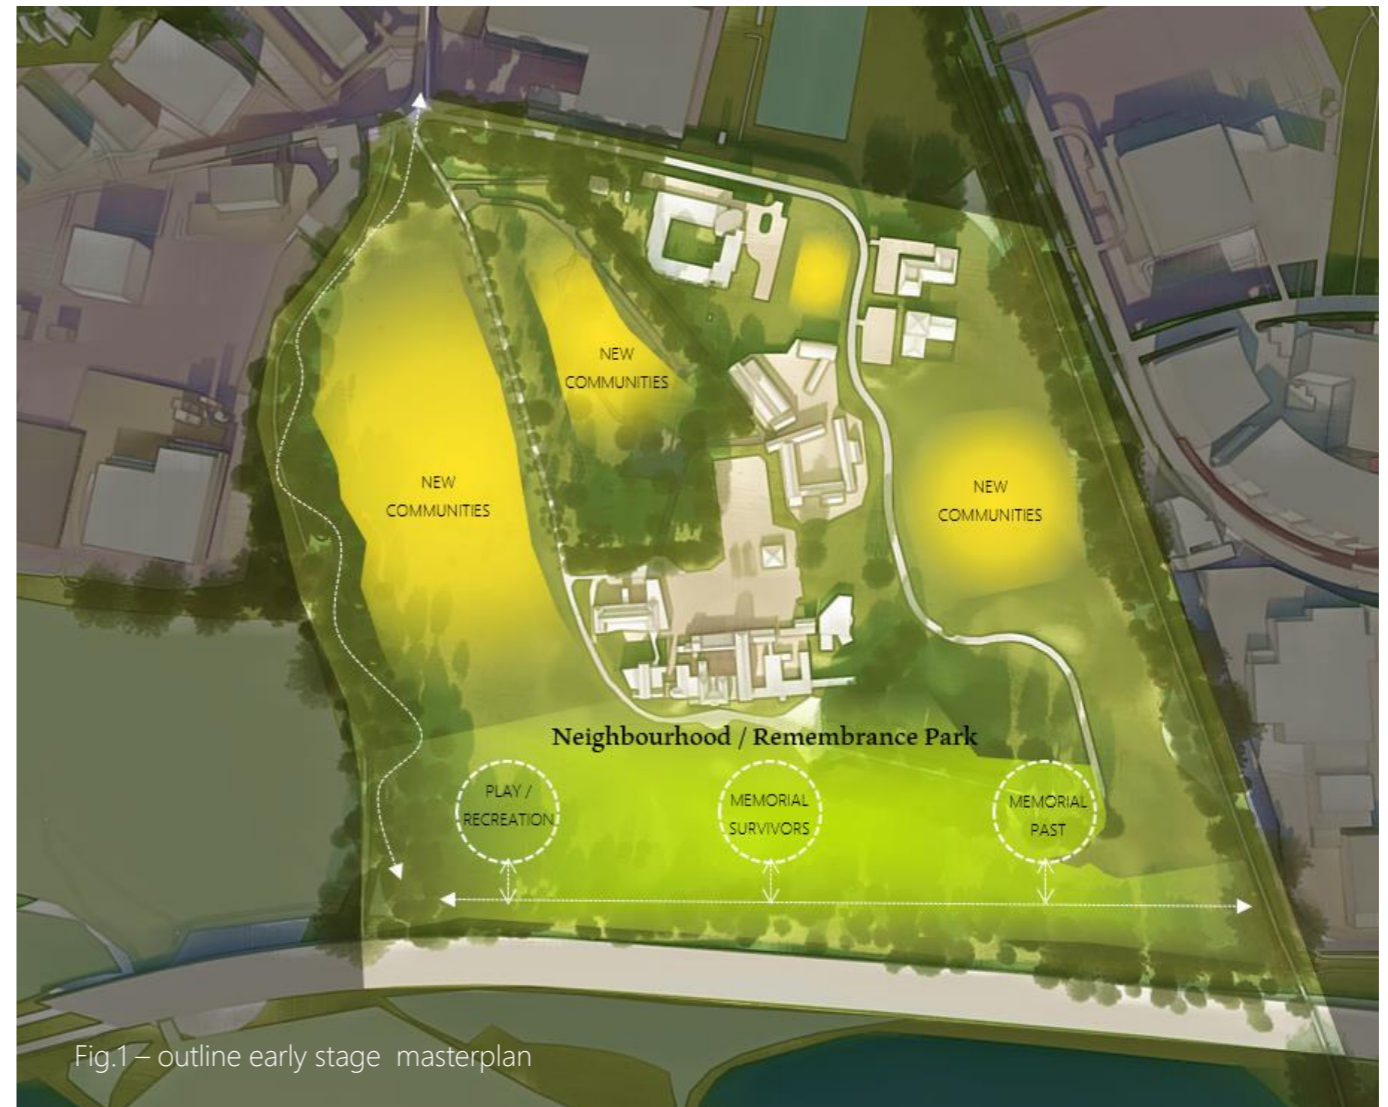 NEW
COMMUNITIES
NEW
COMMUNITIES
NEW
COMMUNITIES
Neighbourhood / Remembrance Park
PLAY /
RECREATION
MEMORIAL
SURVIVORS
MEMORIAL
PAST
Fig.1 – outline early stage masterplan